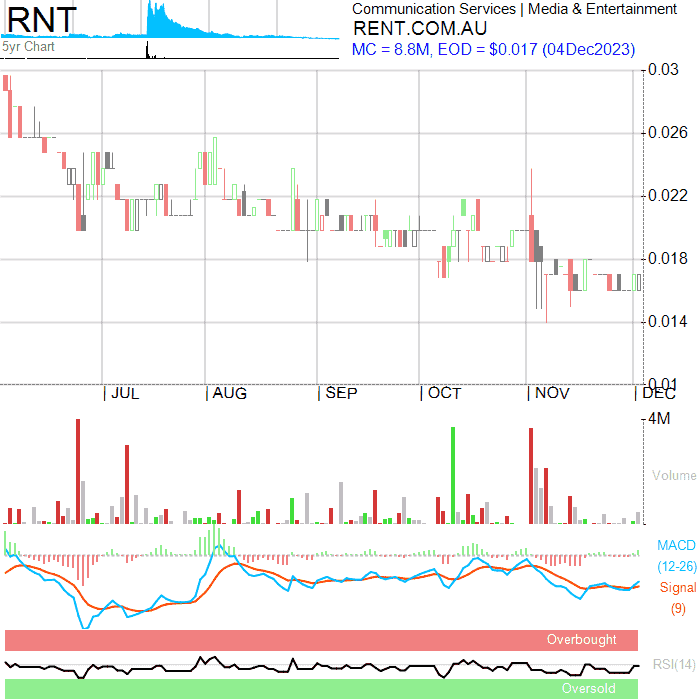 RNT
5yr Chart
Communication Services | Media & Entertainment
RENT.COM.AU
MC = 8.8M, EOD = $0.017 (04Dec2023)
0.03
0.026
0.022
0.018
0.014
0.01
JUL
AUG
SEP
OCT
NOV
DEC
4M
Volume
MACD
(12-26)
Signal
(9)
Overbought
RSI(14)
Oversold